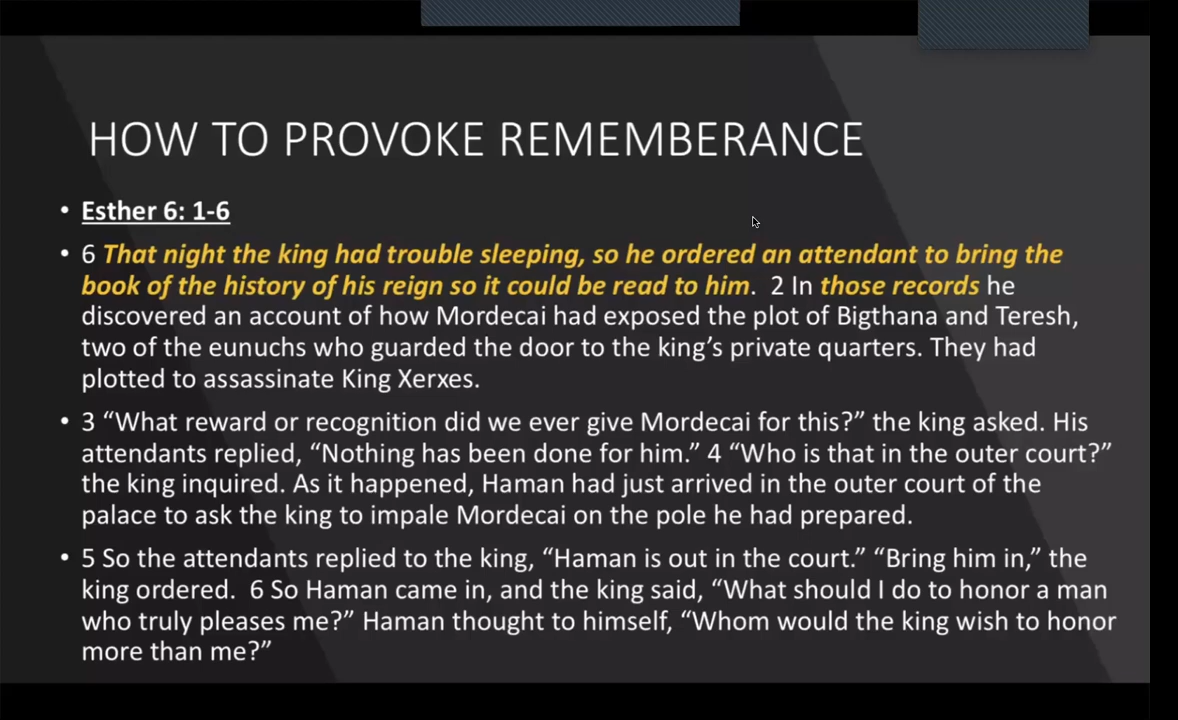 HOW TO PROVOKE REMEMBERANCE
• Esther 6: 1-6
• 6 That night the king had trouble sleeping, so he ordered an attendant to bring the
book of the history of his reign so it could be read to him.  2 In those records he
discovered an account of how Mordecai had exposed the plot of Bigthana and Teresh,
two of the eunuchs who guarded the door to the king’s private quarters. They had
plotted to assassinate King Xerxes.
• 3 “What reward or recognition did we ever give Mordecai for this?” the king asked. His
attendants replied, “Nothing has been done for him.” 4 “Who is that in the outer court?”
the king inquired. As it happened, Haman had just arrived in the outer court of the
palace to ask the king to impale Mordecai on the pole he had prepared.
• 5 So the attendants replied to the king, “Haman is out in the court.” “Bring him in,” the
king ordered.  6 So Haman came in, and the king said, “What should I do to honor a man
who truly pleases me?” Haman thought to himself, “Whom would the king wish to honor
more than me?”